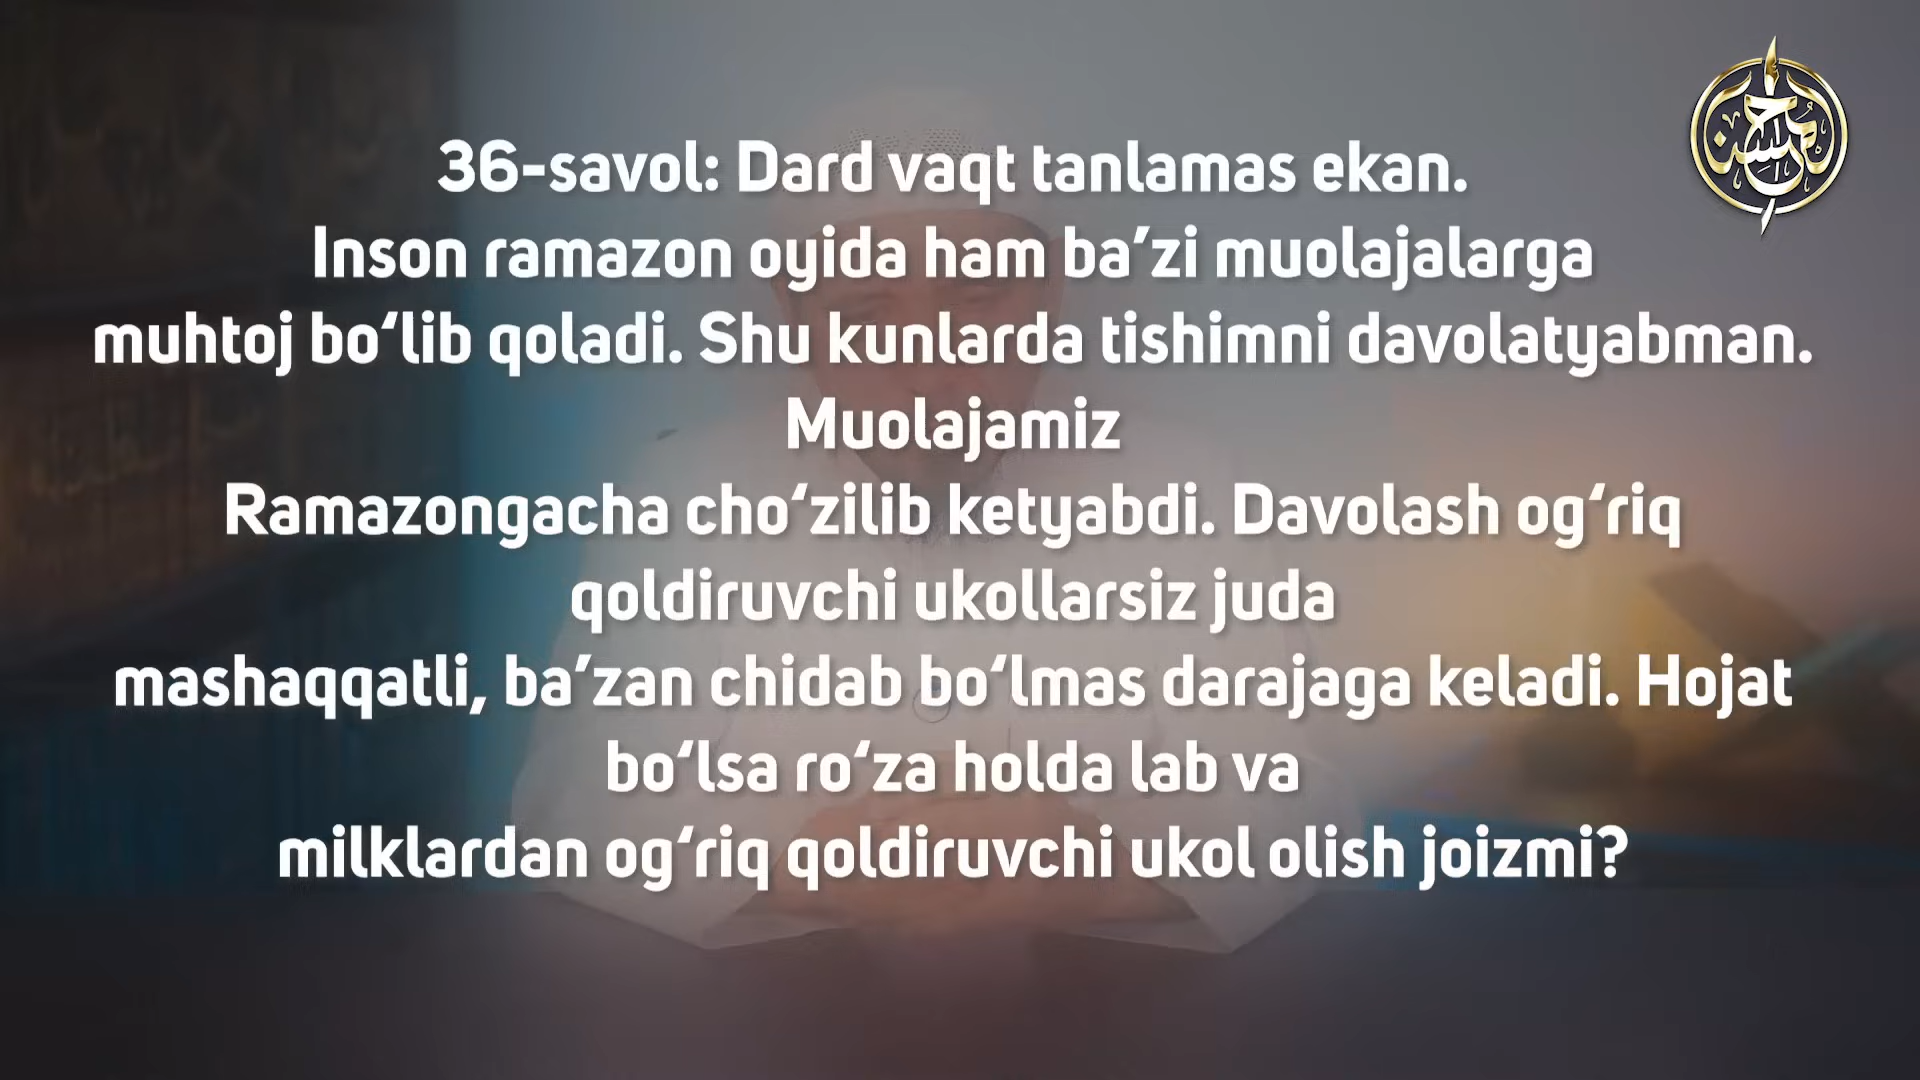 36-savol: Dard vaqt tanlamas ekan.
Inson ramazon oyida ham ba’zi muolajalarga
muhtoj bo‘lib qoladi. Shu kunlarda tishimni davolatyabman.
Muolajamiz
Ramazongacha cho‘zilib ketyabdi. Davolash og‘riq
qoldiruvchi ukollarsiz juda
mashaqqatli, ba’zan chidab bo‘lmas darajaga keladi. Hojat
bo‘lsa ro‘za holda lab va
milklardan og‘riq qoldiruvchi ukol olish joizmi?